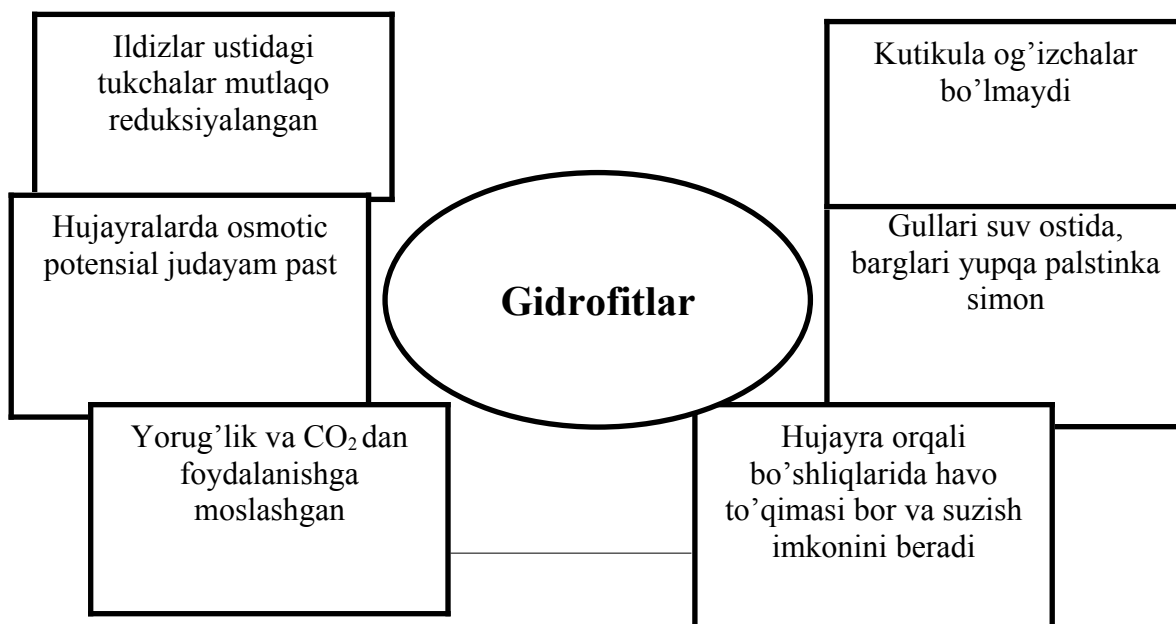 Ildizlar ustidagi
tukchalar mutlaqo
reduksiyalangan
Kutikula og’izchalar
bo’lmaydi
Hujayralarda osmotic
potensial judayam past
Gidrofitlar
Gullari suv ostida,
barglari yupqa palstinka
simon
Yorug’lik va CO₂ dan
foydalanishga
moslashgan
Hujayra orqali
bo’shliqlarida havo
to’qimasi bor va suzish
imkonini beradi